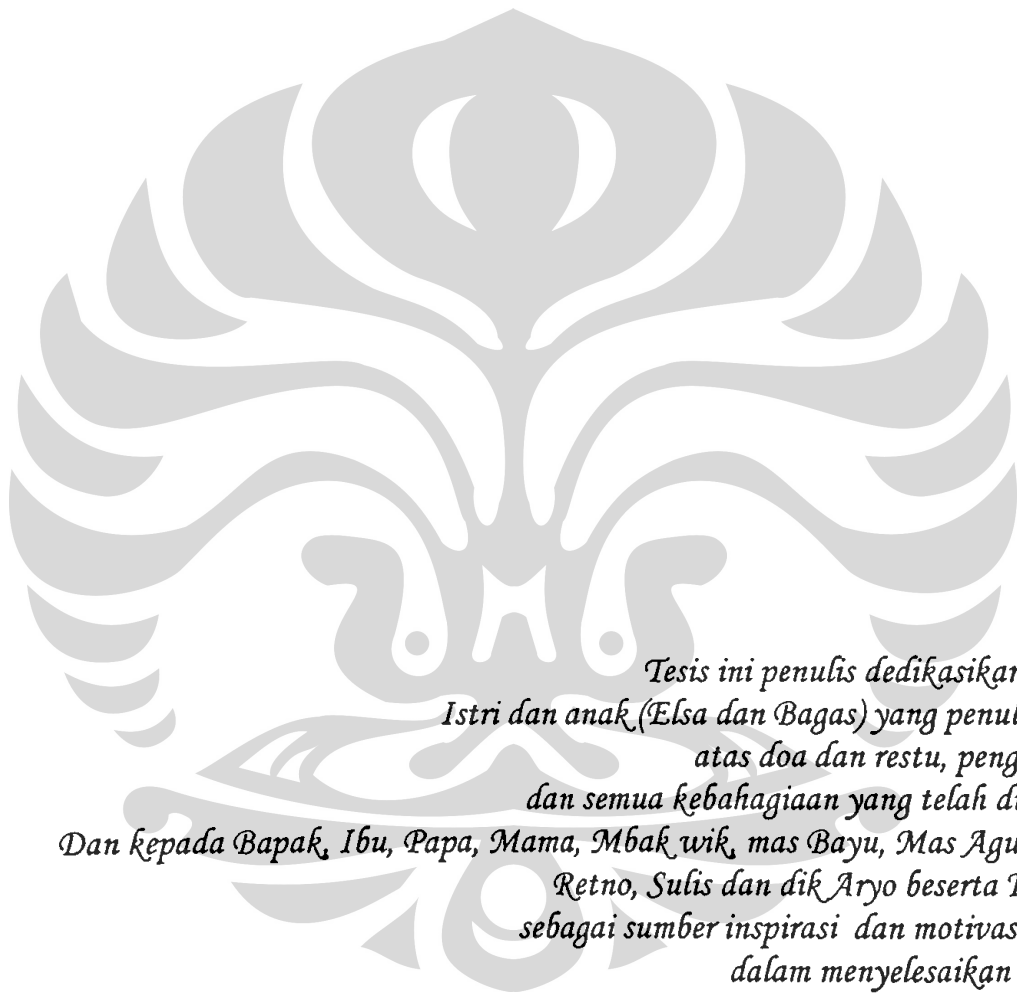 Tesis ini penulis dedikasikan
Istri dan anak (Elsa dan Bagas) yang penul
atas doa dan restu, peng
dan semua kebahagiaan yang telah di
Dan kepada Bapak, Ibu, Papa, Mama, Mbak wik, mas Bayu, Mas Agu
Retno, Sulis dan dik Aryo beserta
sebagai sumber inspirasi dan motivas
dalam menyelesaikan